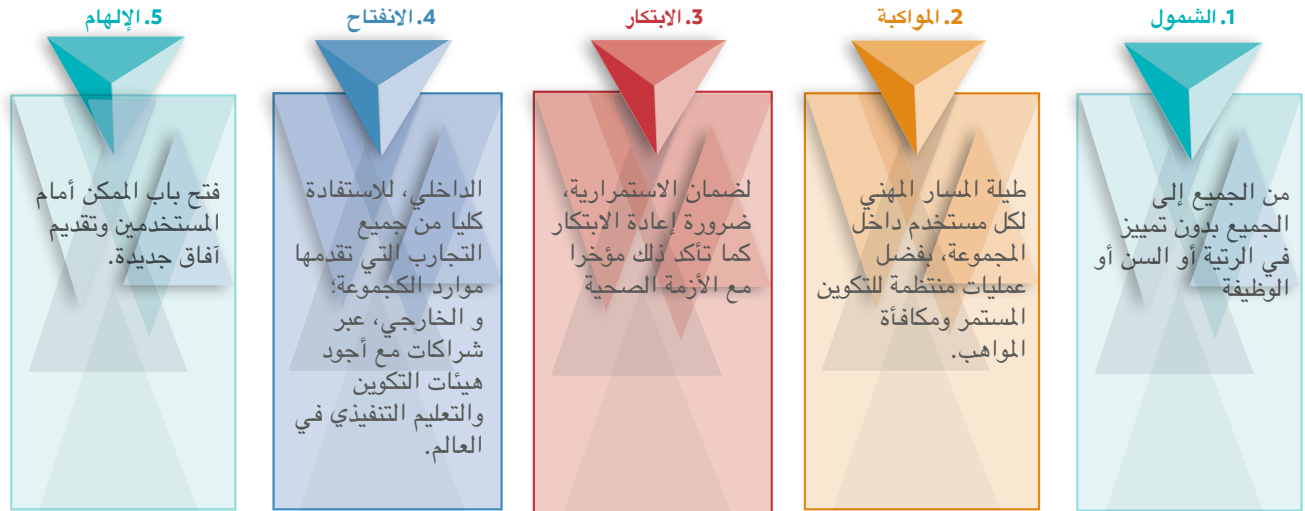 1. الشمول
من الجميع إلى
الجميع بدون تمييز
في الرتبة أو السن أو
الوظيفة
2. المواكبة
طيلة المسار المهني
لكل مستخدم داخل
المجموعة، بفضل
عمليات منتظمة للتكوين
المستمر ومكافأة
المواهب.
3. الابتكار
لضمان الاستمرارية،
ضرورة إعادة الابتكار
كما تأكد ذلك مؤخرا
مع الأزمة الصحية
4. الانفتاح
الداخلي، للاستفادة
كليا من جميع
التجارب التي تقدمها
موارد الكجموعة؛
و الخارجي، عبر
شراكات مع أجود
هيئات التكوين
والتعليم التنفيذي في
العالم.
5. الإلهام
فتح باب الممكن أمام
المستخدمين وتقديم
آفاق جديدة.